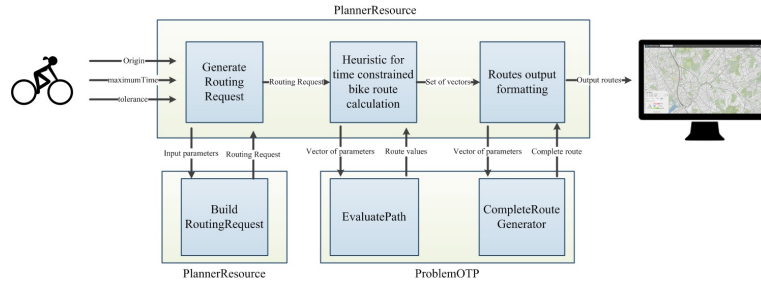 PlannerResource
Origin
maximumTime
tolerance
Generate
Routing
Request
Routing Request
Heuristic for
time constrained
bike route
calculation
Set of vectors
Routes output
formatting
Output routes
Input parameters
Routing Request
Vector of parameters
Route values
Vector of parameters
Complete route
Build
RoutingRequest
EvaluatePath
CompleteRoute
Generator
PlannerResource
ProblemOTP